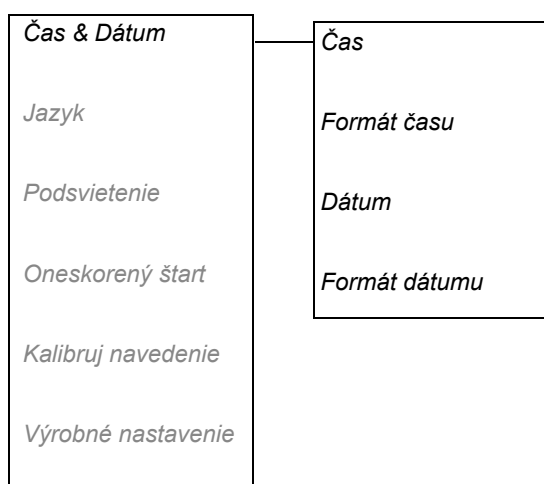 Čas & Dátum
Jazyk
Podsvietenie
Oneskorený štart
Kalibruj navedenie
Výrobné nastavenie
Čas
Formát času
Dátum
Formát dátumu